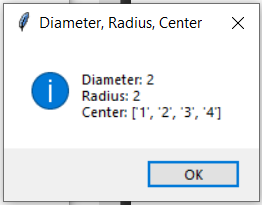 Diameter, Radius, Center
Diameter: 2
Radius: 2
Center: ['1', '2', '3', '4']
OK